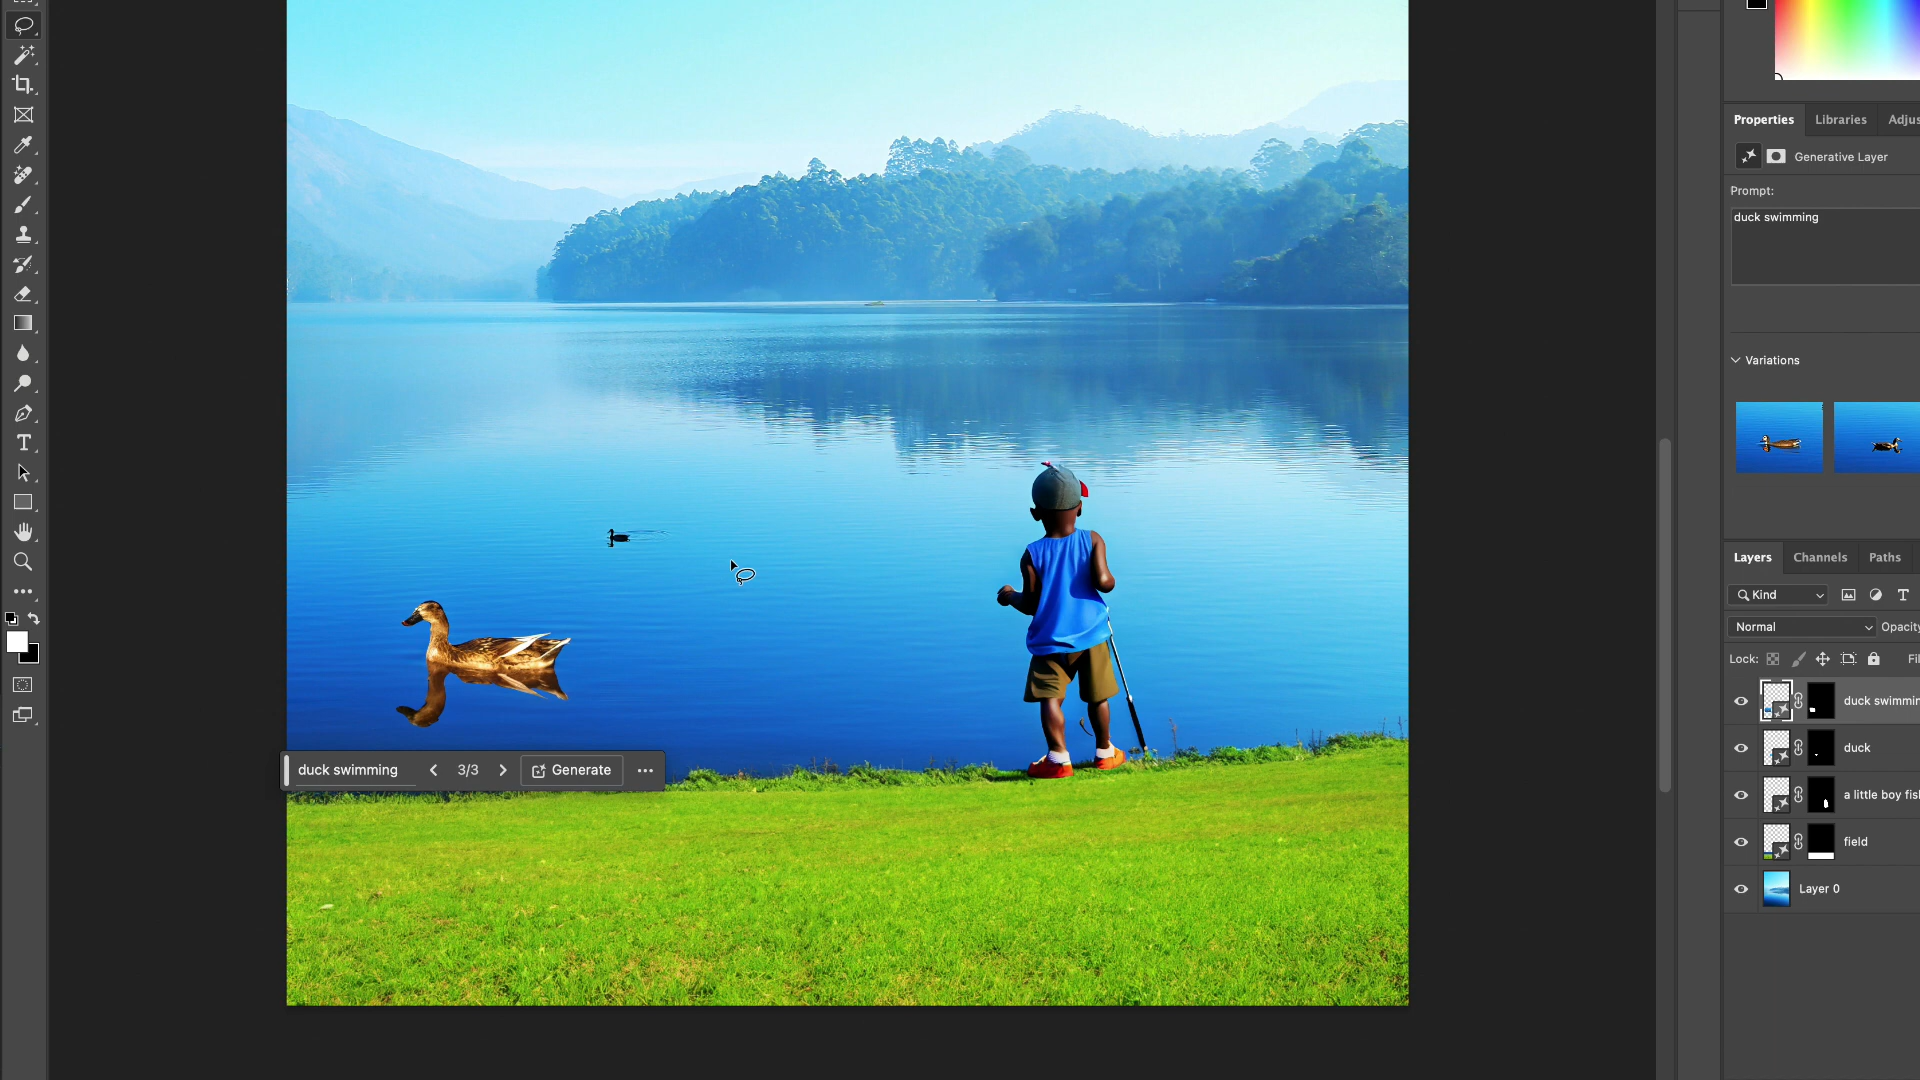 Properties
Libraries
Adjus
Generative Layer
Prompt:
duck swimming
Variations
Layers
Channels
Paths
Kind
T
Normal
Opacity
Lock:
Fil
duck swimmin
duck
a little boy fis
field
Layer 0
duck swimming
3/3
Generate